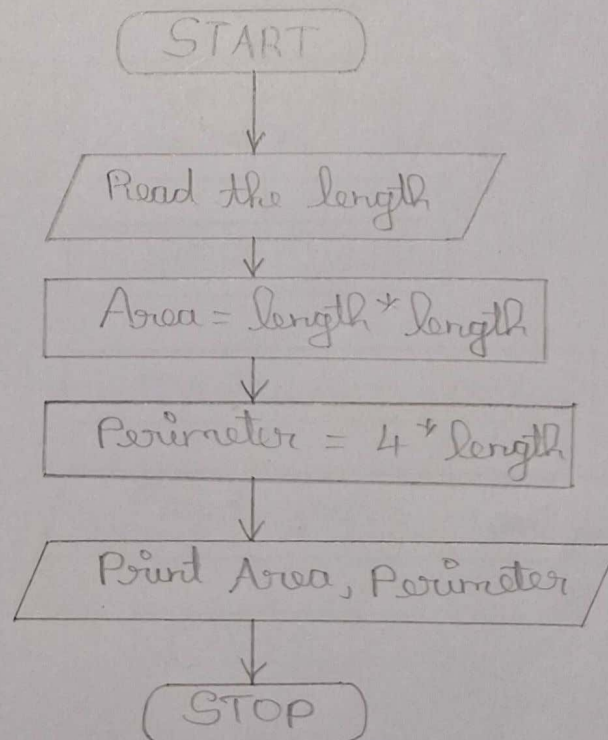 START
Read the length
Area = length * length
Perimeter = 4 * length
Print Area, Perimeter
STOP